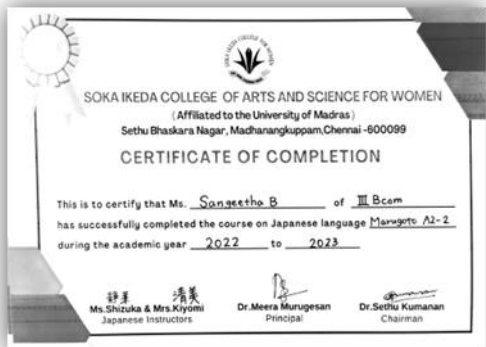 SOKA IKEDA COLLEGE OF ARTS AND SCIENCE FOR WOMEN
(Affiliated to the University of Madras)
Sethu Bhaskara Nagar, Madhanangkuppam, Chennai -600099
CERTIFICATE OF COMPLETION
This is to certify that Ms. Sangeetha B of III Bcom
has successfully completed the course on Japanese language Marugoto A2-2
during the academic year 2022 to 2023
清美
Ms.Shizuka & Mrs.Kiyomi Dr.Meera Murugesan Dr.Sethu Kumanan
Japanese Instructors Principal Chairman